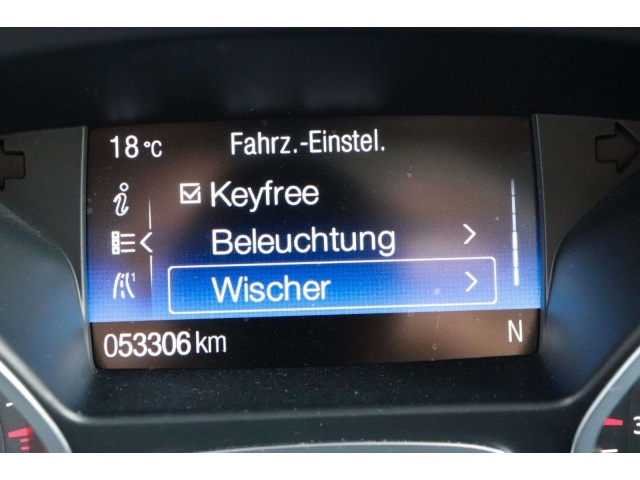 18 °C Fahrz.-Einstel.
Keyfree
Beleuchtung
Wischer
053306 km N